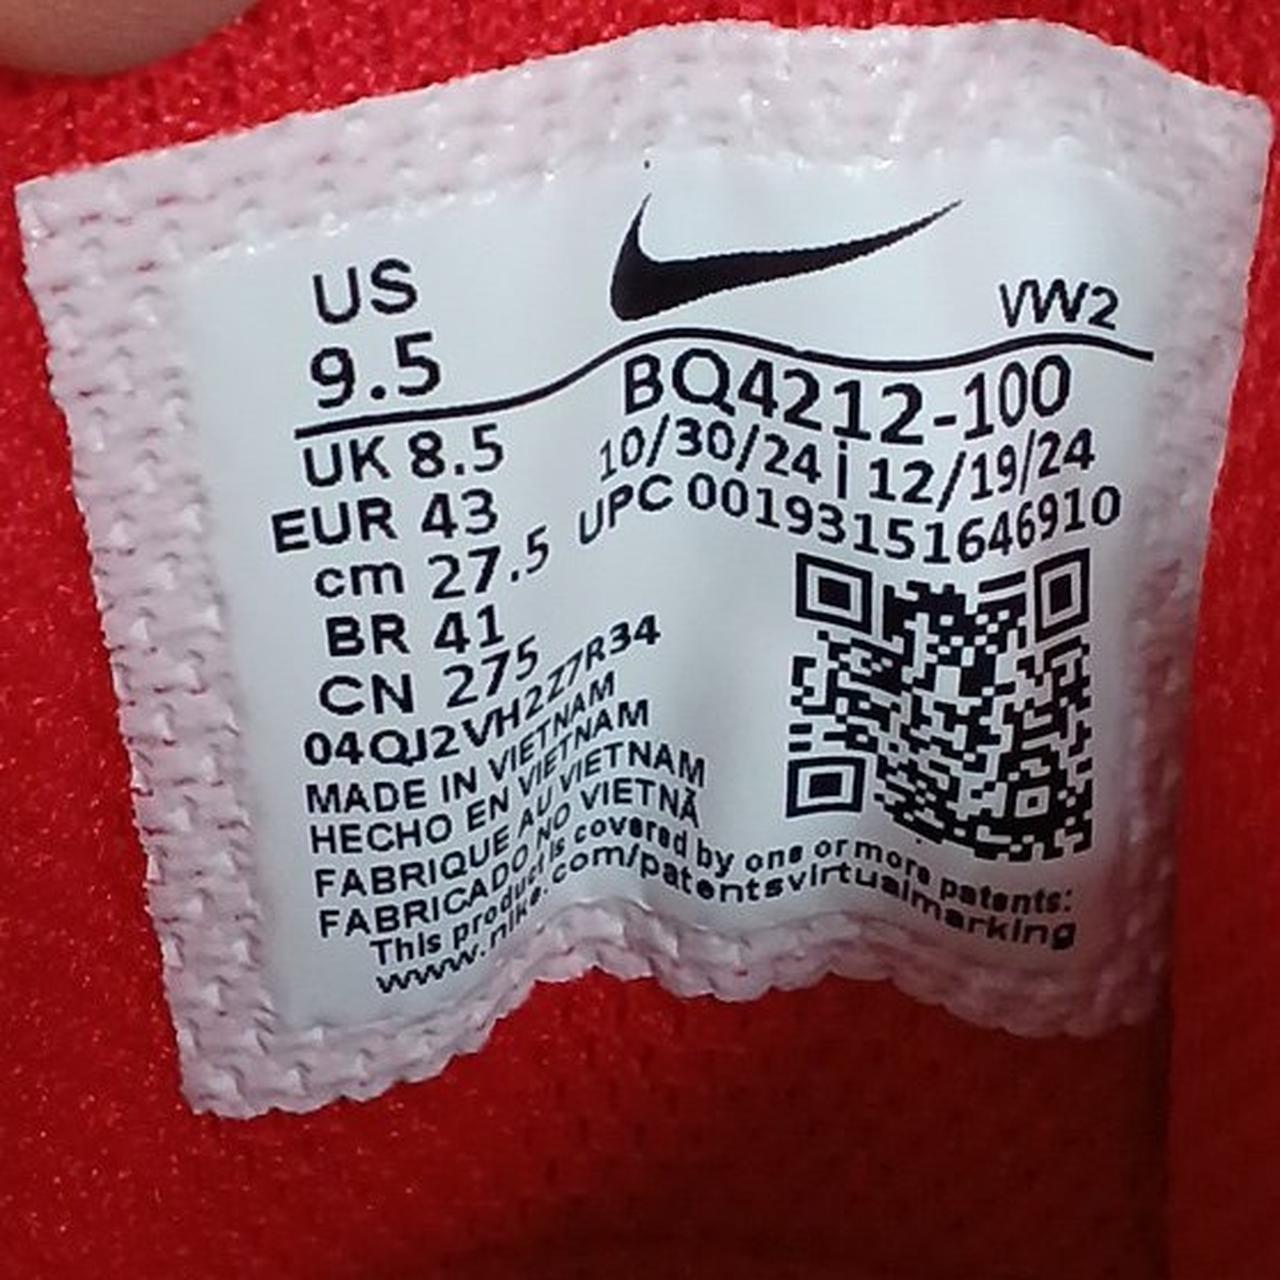 US
9.5
VW2
BQ4212-100
10/30/24 i 12/19/24
UPC 00193151646910
UK 8.5
EUR 43
cm 27.5
BR 41
CN 275
04QJ2VH2Z7R34
MADE IN VIETNAM
HECHO EN VIETNAM
FABRIQUE AU VIETNAM
FABRICADO NO VIETNÃ
This product is covered by one or more patents:
www.nike.com/patentsvirtualmarking